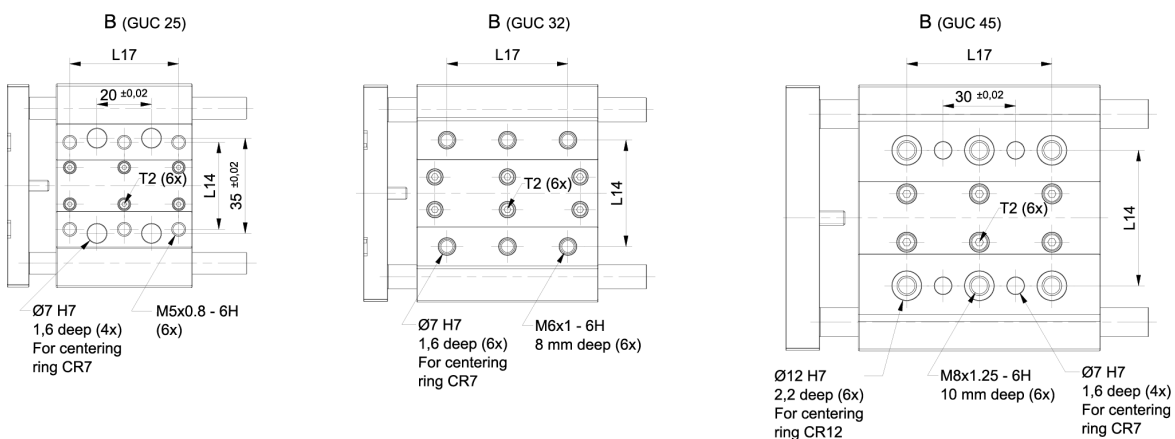 B (GUC 25)
L17
20 ±0,02
T2 (6x)
L14
35 ±0,02
Ø7 H7
1,6 deep (4x)
For centering
ring CR7
M5x0.8 - 6H
(6x)
B (GUC 32)
L17
T2 (6x)
L14
Ø7 H7
1,6 deep (6x)
For centering
ring CR7
M6x1 - 6H
8 mm deep (6x)
B (GUC 45)
L17
30 ±0,02
T2 (6x)
L14
Ø12 H7
2,2 deep (6x)
For centering
ring CR12
M8x1.25 - 6H
10 mm deep (6x)
Ø7 H7
1,6 deep (4x)
For centering
ring CR7